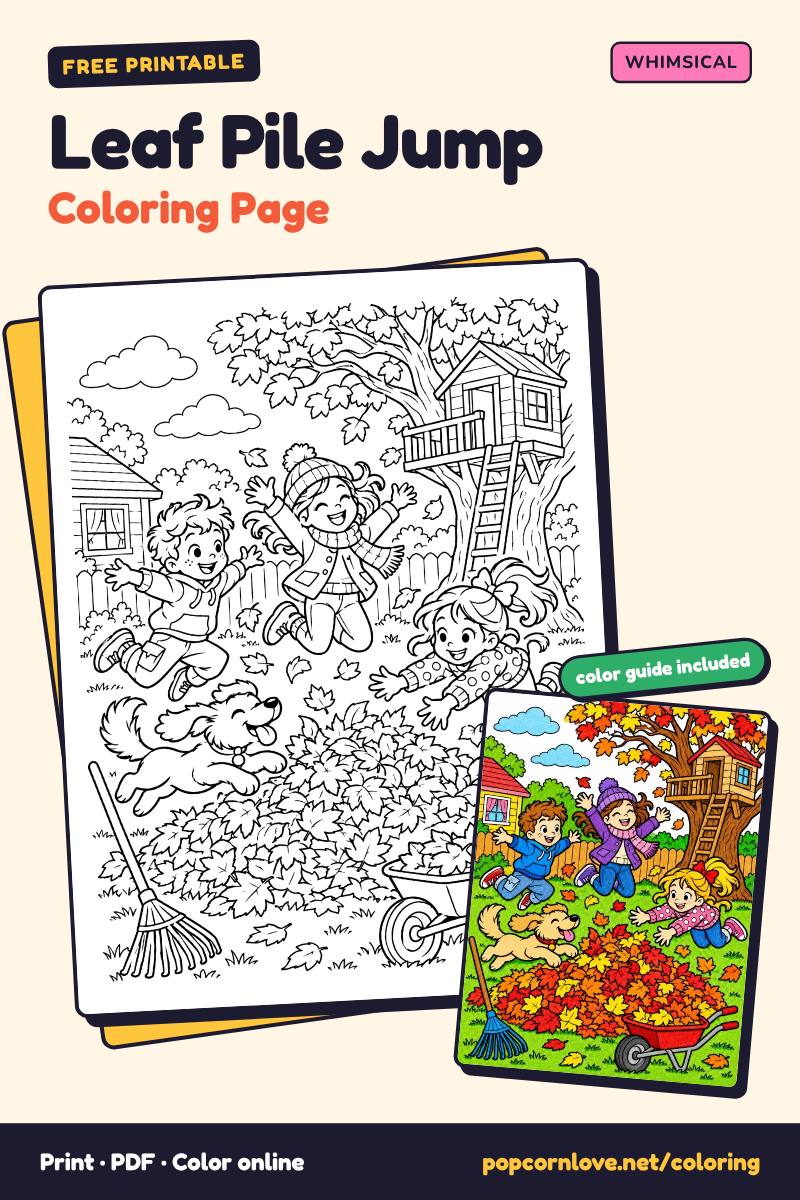 FREE PRINTABLE
WHIMSICAL
Leaf Pile Jump
Coloring Page
color guide included
Print · PDF · Color online
popcornlove.net/coloring